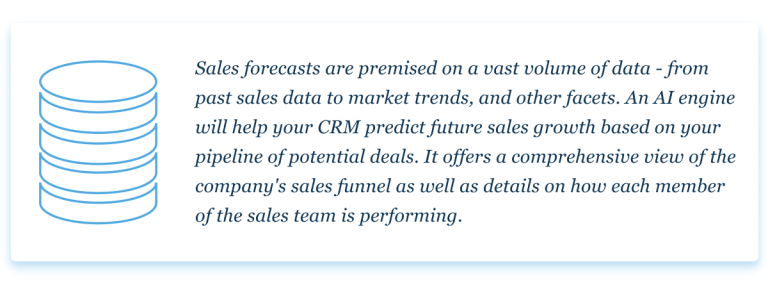 Sales forecasts are premised on a vast volume of data - from
past sales data to market trends, and other facets. An AI engine
will help your CRM predict future sales growth based on your
pipeline of potential deals. It offers a comprehensive view of the
company's sales funnel as well as details on how each member
of the sales team is performing.